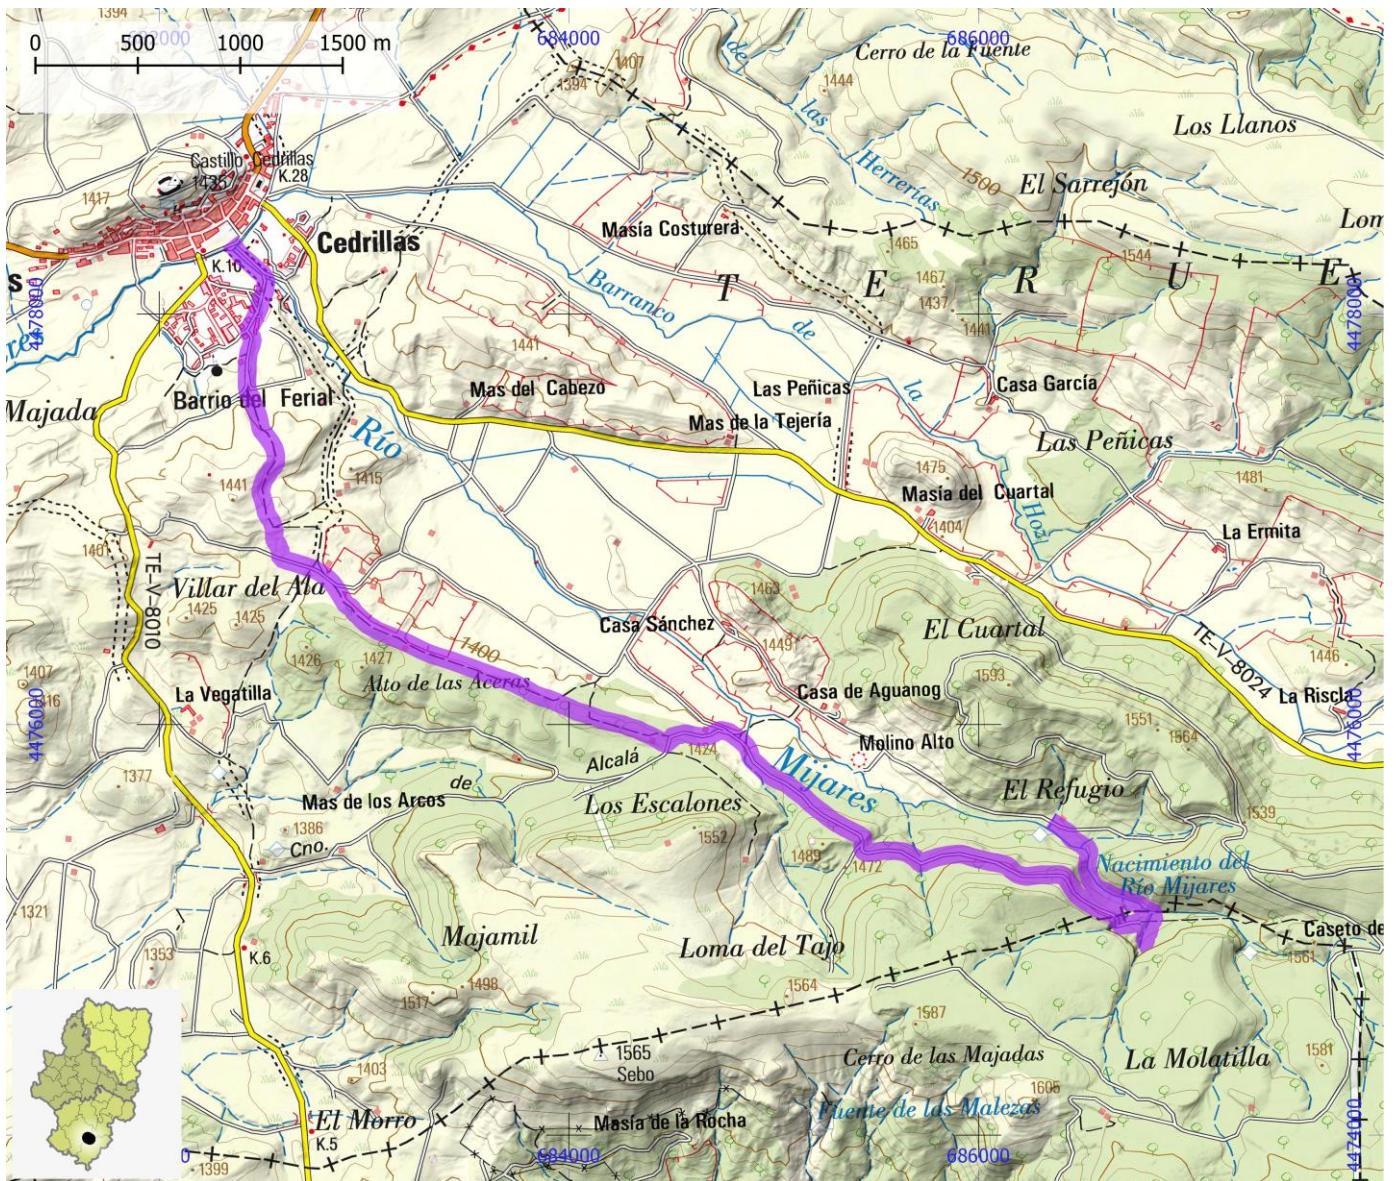 1394
0
500
1000
1500 m
684000
686000
1407
1394
de
las
Herrerías
1444
Cerro de la Fuente
1467
Los Llanos
Castillo
Cedrillas
1435
K.28
1417
1500
El Sarrejón
Masía Costurera
Cedrillas
K.10
s
1465
1467
1437
1441
1544
T
E
R
U
E
Lom
4478000
4478000
Barranco
de
la
Hoz
1441
Mas del Cabezo
Las Peñicas
Casa García
Majada
Barrio del Ferial
Mas de la Tejería
Las Peñicas
Río
1415
1441
1475
Masía del Cuartal
1404
1481
La Ermita
1401
TE-V-8010
Villar del Ala
1425
1425
1463
Casa Sánchez
1449
El Cuartal
TE-V-8024
1446
1426
1427
1400
Alto de las Aceras
1407
La Vegatilla
Casa de Aguanog
1593
1551
1564
La Riscla
4476000
4476000
1424
Molino Alto
1377
Alcalá
de
Cno.
Mijares
El Refugio
Mas de los Arcos
Los Escalones
1386
1552
1539
1489
1472
Nacimiento del
Río Mijares
1321
Majamil
Loma del Tajo
Caseto de
1561
1353
K.6
1498
1517
1564
1587
1565
Sebo
Cerro de las Majadas
La Molatilla
1581
1403
1605
El Morro
K.5
Masía de la Rocha
Fuente de las Malezas
1399
684000
686000
4474000